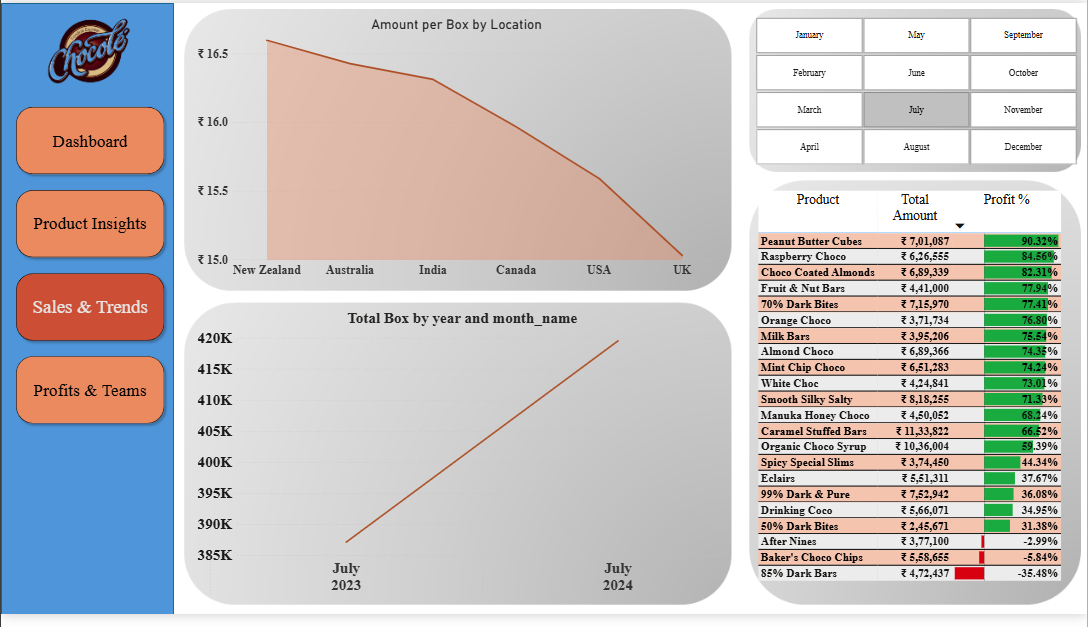 Chocolé
Dashboard
Product Insights
Sales & Trends
Profits & Teams
Amount per Box by Location
₹ 16.5
₹ 16.0
₹ 15.5
₹ 15.0
New Zealand Australia India Canada USA UK
Total Box by year and month_name
420K
415K
410K
405K
400K
395K
390K
385K
July July
2023 2024
January May September
February June October
March July November
April August December
Product Total Profit %
Amount
Peanut Butter Cubes ₹ 7,01,087 90.32%
Raspberry Choco ₹ 6,26,555 84.56%
Choco Coated Almonds ₹ 6,89,339 82.31%
Fruit & Nut Bars ₹ 4,41,000 77.94%
70% Dark Bites ₹ 7,15,970 77.41%
Orange Choco ₹ 3,71,734 76.80%
Milk Bars ₹ 3,95,206 75.54%
Almond Choco ₹ 6,89,366 74.35%
Mint Chip Choco ₹ 6,51,283 74.24%
White Choc ₹ 4,24,841 73.01%
Smooth Silky Salty ₹ 8,18,255 71.33%
Manuka Honey Choco ₹ 4,50,052 68.24%
Caramel Stuffed Bars ₹ 11,33,822 66.52%
Organic Choco Syrup ₹ 10,36,004 59.39%
Spicy Special Slims ₹ 3,74,450 44.34%
Eclairs ₹ 5,51,311 37.67%
99% Dark & Pure ₹ 7,52,942 36.08%
Drinking Coco ₹ 5,66,071 34.95%
50% Dark Bites ₹ 2,45,671 31.38%
After Nines ₹ 3,77,100 -2.99%
Baker's Choco Chips ₹ 5,58,655 -5.84%
85% Dark Bars ₹ 4,72,437 -35.48%